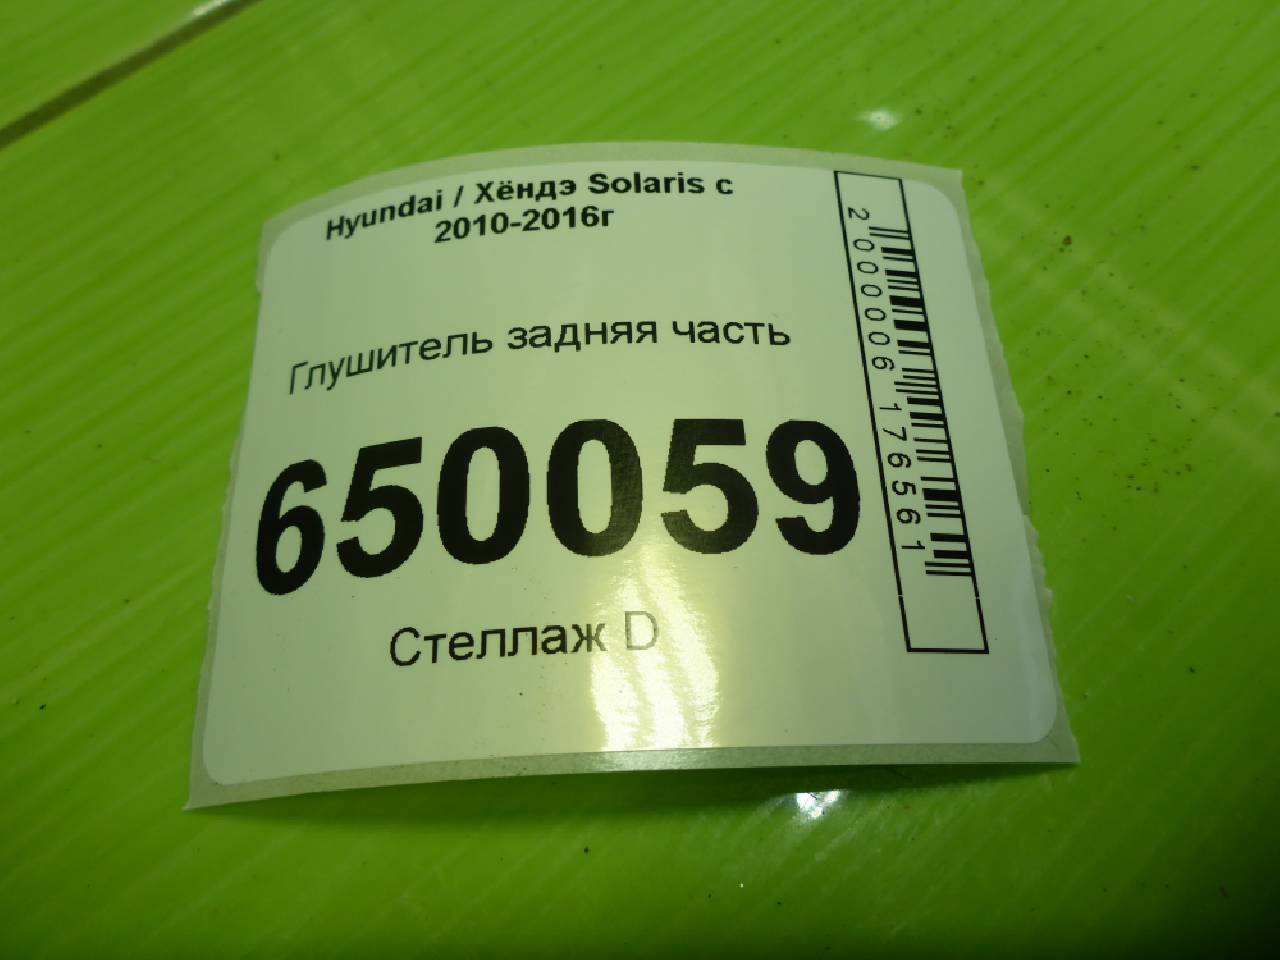 Hyundai / Хёндэ Solaris с
2010-2016г
Глушитель задняя часть
650059
Стеллаж D
2000006176561